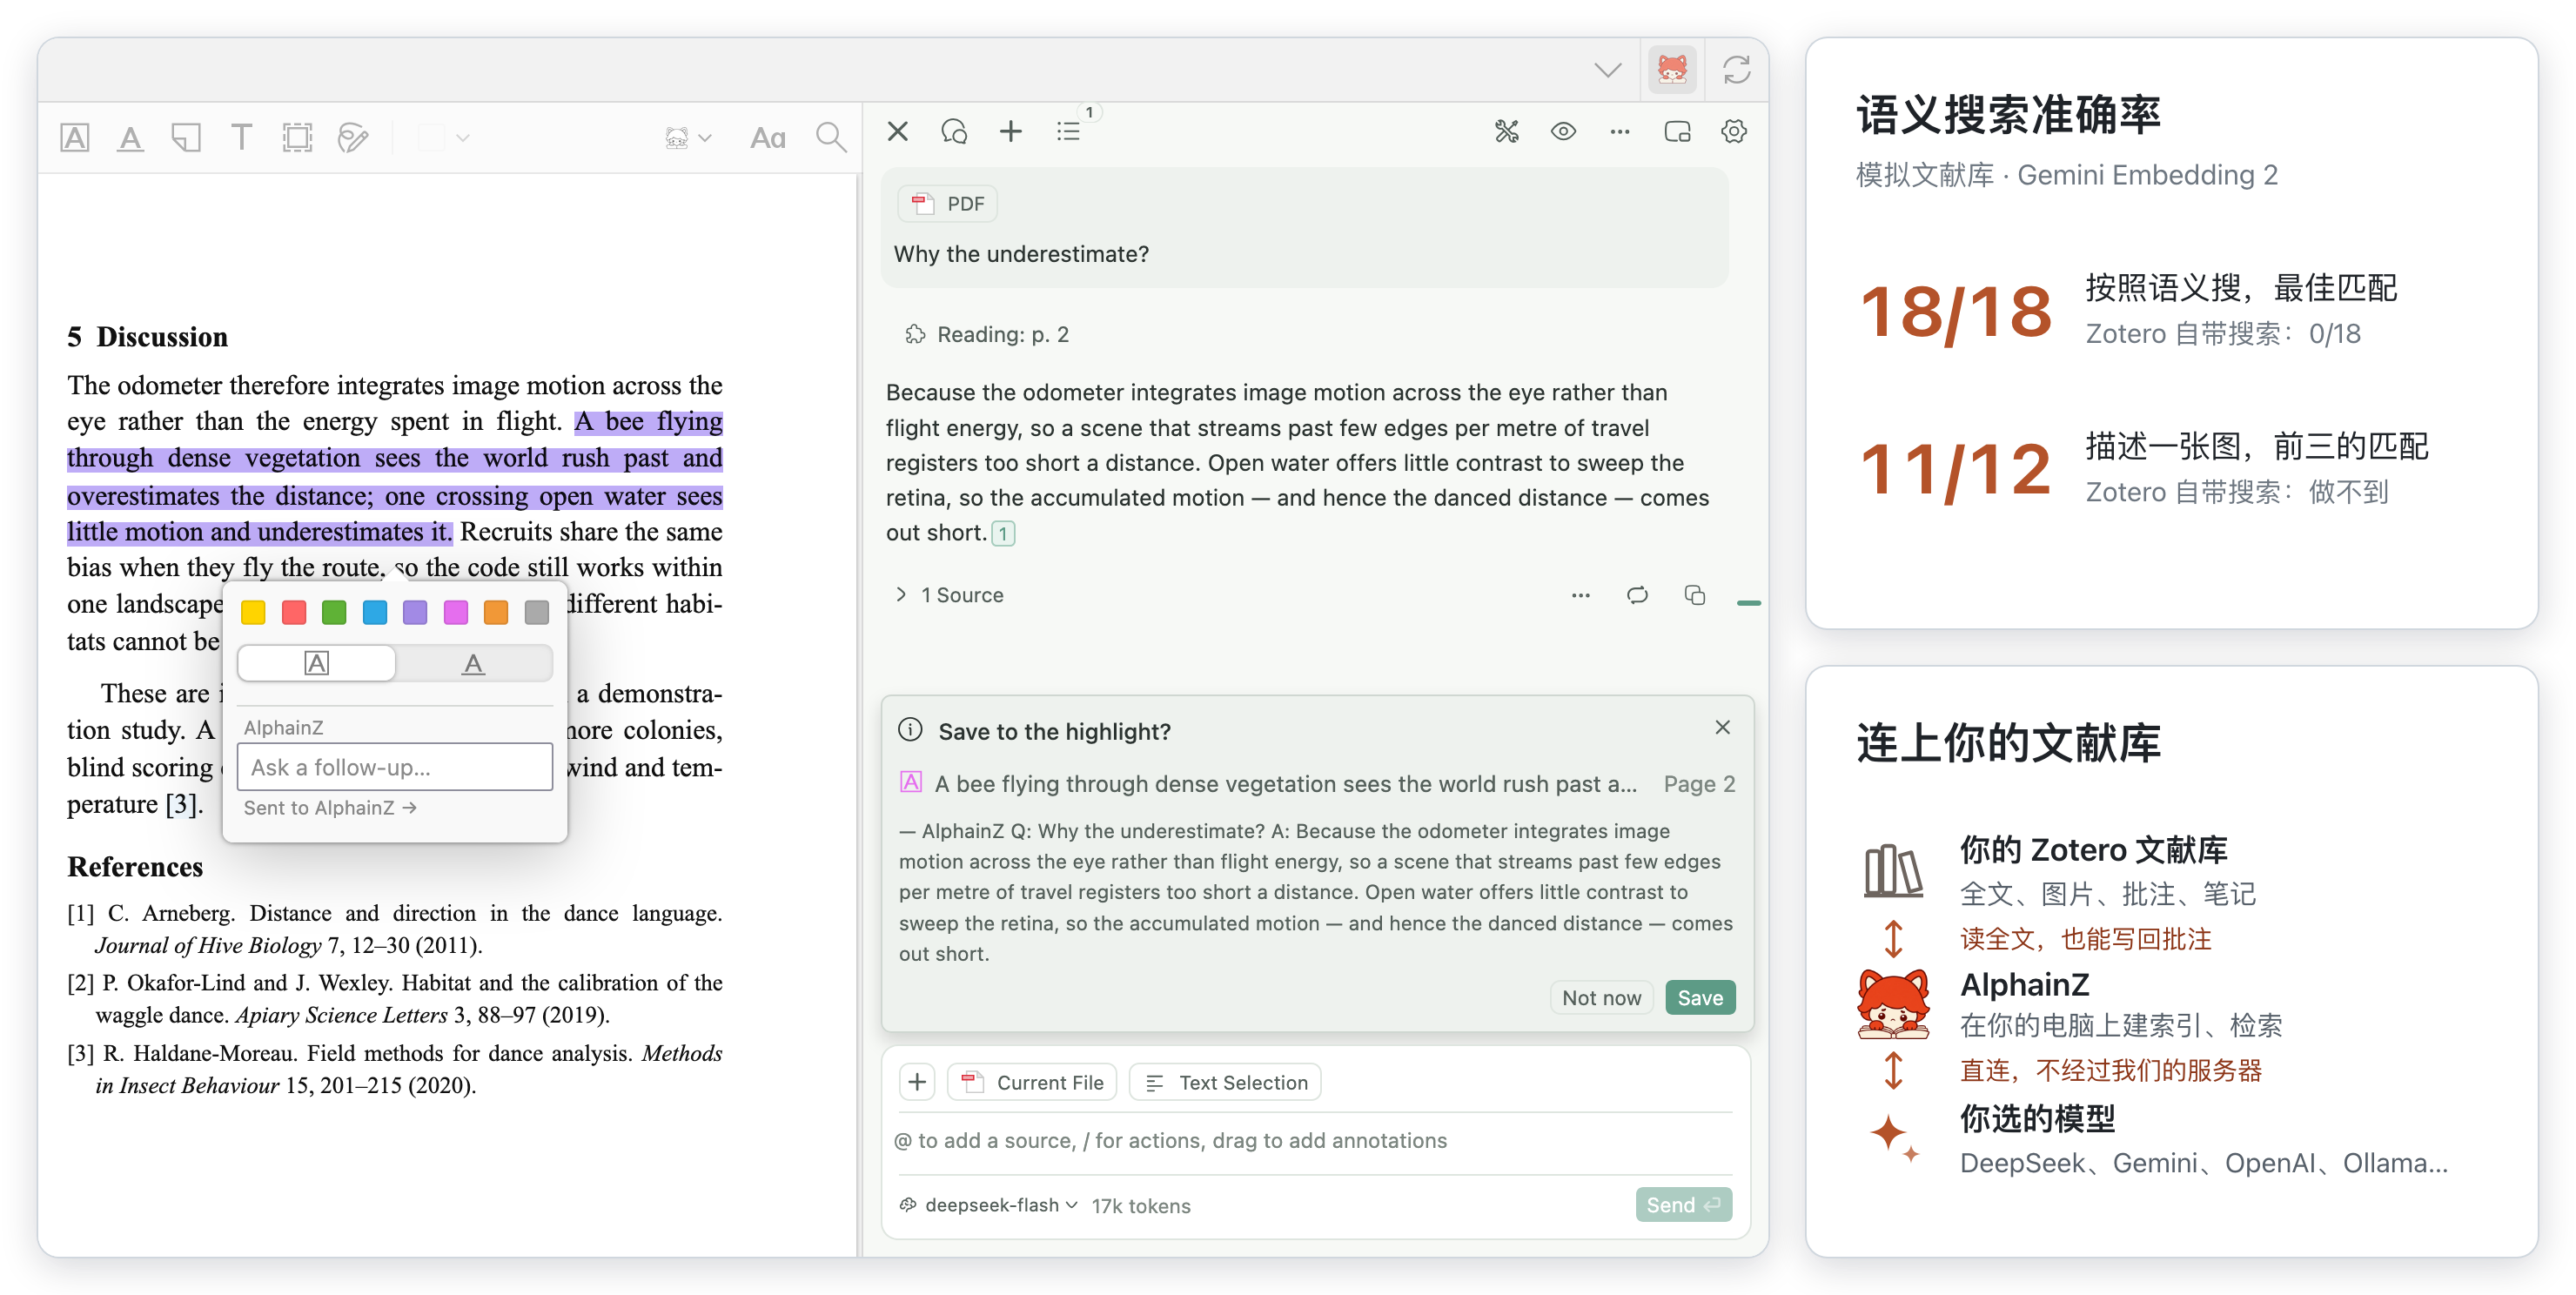 A A T Aa
5 Discussion
The odometer therefore integrates image motion across the
eye rather than the energy spent in flight. A bee flying
through dense vegetation sees the world rush past and
overestimates the distance; one crossing open water sees
little motion and underestimates it. Recruits share the same
bias when they fly the route, so the code still works within
one landscape different habi-
tats cannot be
These are a demonstra-
tion study. A more colonies,
blind scoring wind and tem-
perature [3].
A A
AlphainZ
Ask a follow-up...
Sent to AlphainZ →
References
[1] C. Arneberg. Distance and direction in the dance language.
Journal of Hive Biology 7, 12–30 (2011).
[2] P. Okafor-Lind and J. Wexley. Habitat and the calibration of the
waggle dance. Apiary Science Letters 3, 88–97 (2019).
[3] R. Haldane-Moreau. Field methods for dance analysis. Methods
in Insect Behaviour 15, 201–215 (2020).
1
PDF
Why the underestimate?
Reading: p. 2
Because the odometer integrates image motion across the eye rather than
flight energy, so a scene that streams past few edges per metre of travel
registers too short a distance. Open water offers little contrast to sweep the
retina, so the accumulated motion — and hence the danced distance — comes
out short. 1
1 Source
Save to the highlight?
A A bee flying through dense vegetation sees the world rush past a... Page 2
— AlphainZ Q: Why the underestimate? A: Because the odometer integrates image
motion across the eye rather than flight energy, so a scene that streams past few edges
per metre of travel registers too short a distance. Open water offers little contrast to
sweep the retina, so the accumulated motion — and hence the danced distance — comes
out short.
Not now Save
Current File Text Selection
@ to add a source, / for actions, drag to add annotations
deepseek-flash 17k tokens Send
语义搜索准确率
模拟文献库 · Gemini Embedding 2
18/18
按照语义搜，最佳匹配
Zotero 自带搜索：0/18
11/12
描述一张图，前三的匹配
Zotero 自带搜索：做不到
连上你的文献库
你的 Zotero 文献库
全文、图片、批注、笔记
读全文，也能写回批注
AlphainZ
在你的电脑上建索引、检索
直连，不经过我们的服务器
你选的模型
DeepSeek、Gemini、OpenAI、Ollama...